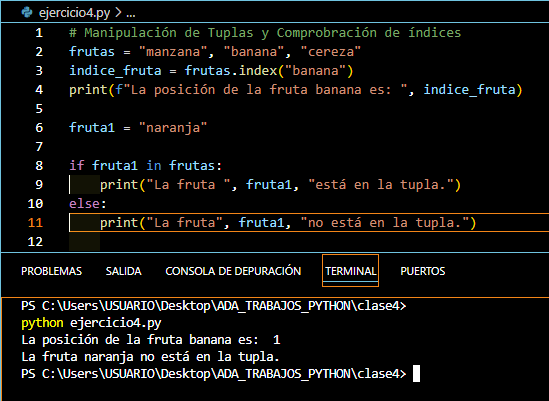 ejercicio4.py > ...
1 # Manipulación de Tuplas y Comprobración de índices
2 frutas = "manzana", "banana", "cereza"
3 indice_fruta = frutas.index("banana")
4 print(f"La posición de la fruta banana es: ", indice_fruta)
5
6 fruta1 = "naranja"
7
8 if fruta1 in frutas:
9     print("La fruta ", fruta1, "está en la tupla.")
10 else:
11     print("La fruta", fruta1, "no está en la tupla.")
12
PROBLEMAS SALIDA CONSOLA DE DEPURACIÓN TERMINAL PUERTOS
PS C:\Users\USUARIO\Desktop\ADA_TRABAJOS_PYTHON\clase4>
python ejercicio4.py
La posición de la fruta banana es:  1
La fruta naranja no está en la tupla.
PS C:\Users\USUARIO\Desktop\ADA_TRABAJOS_PYTHON\clase4>